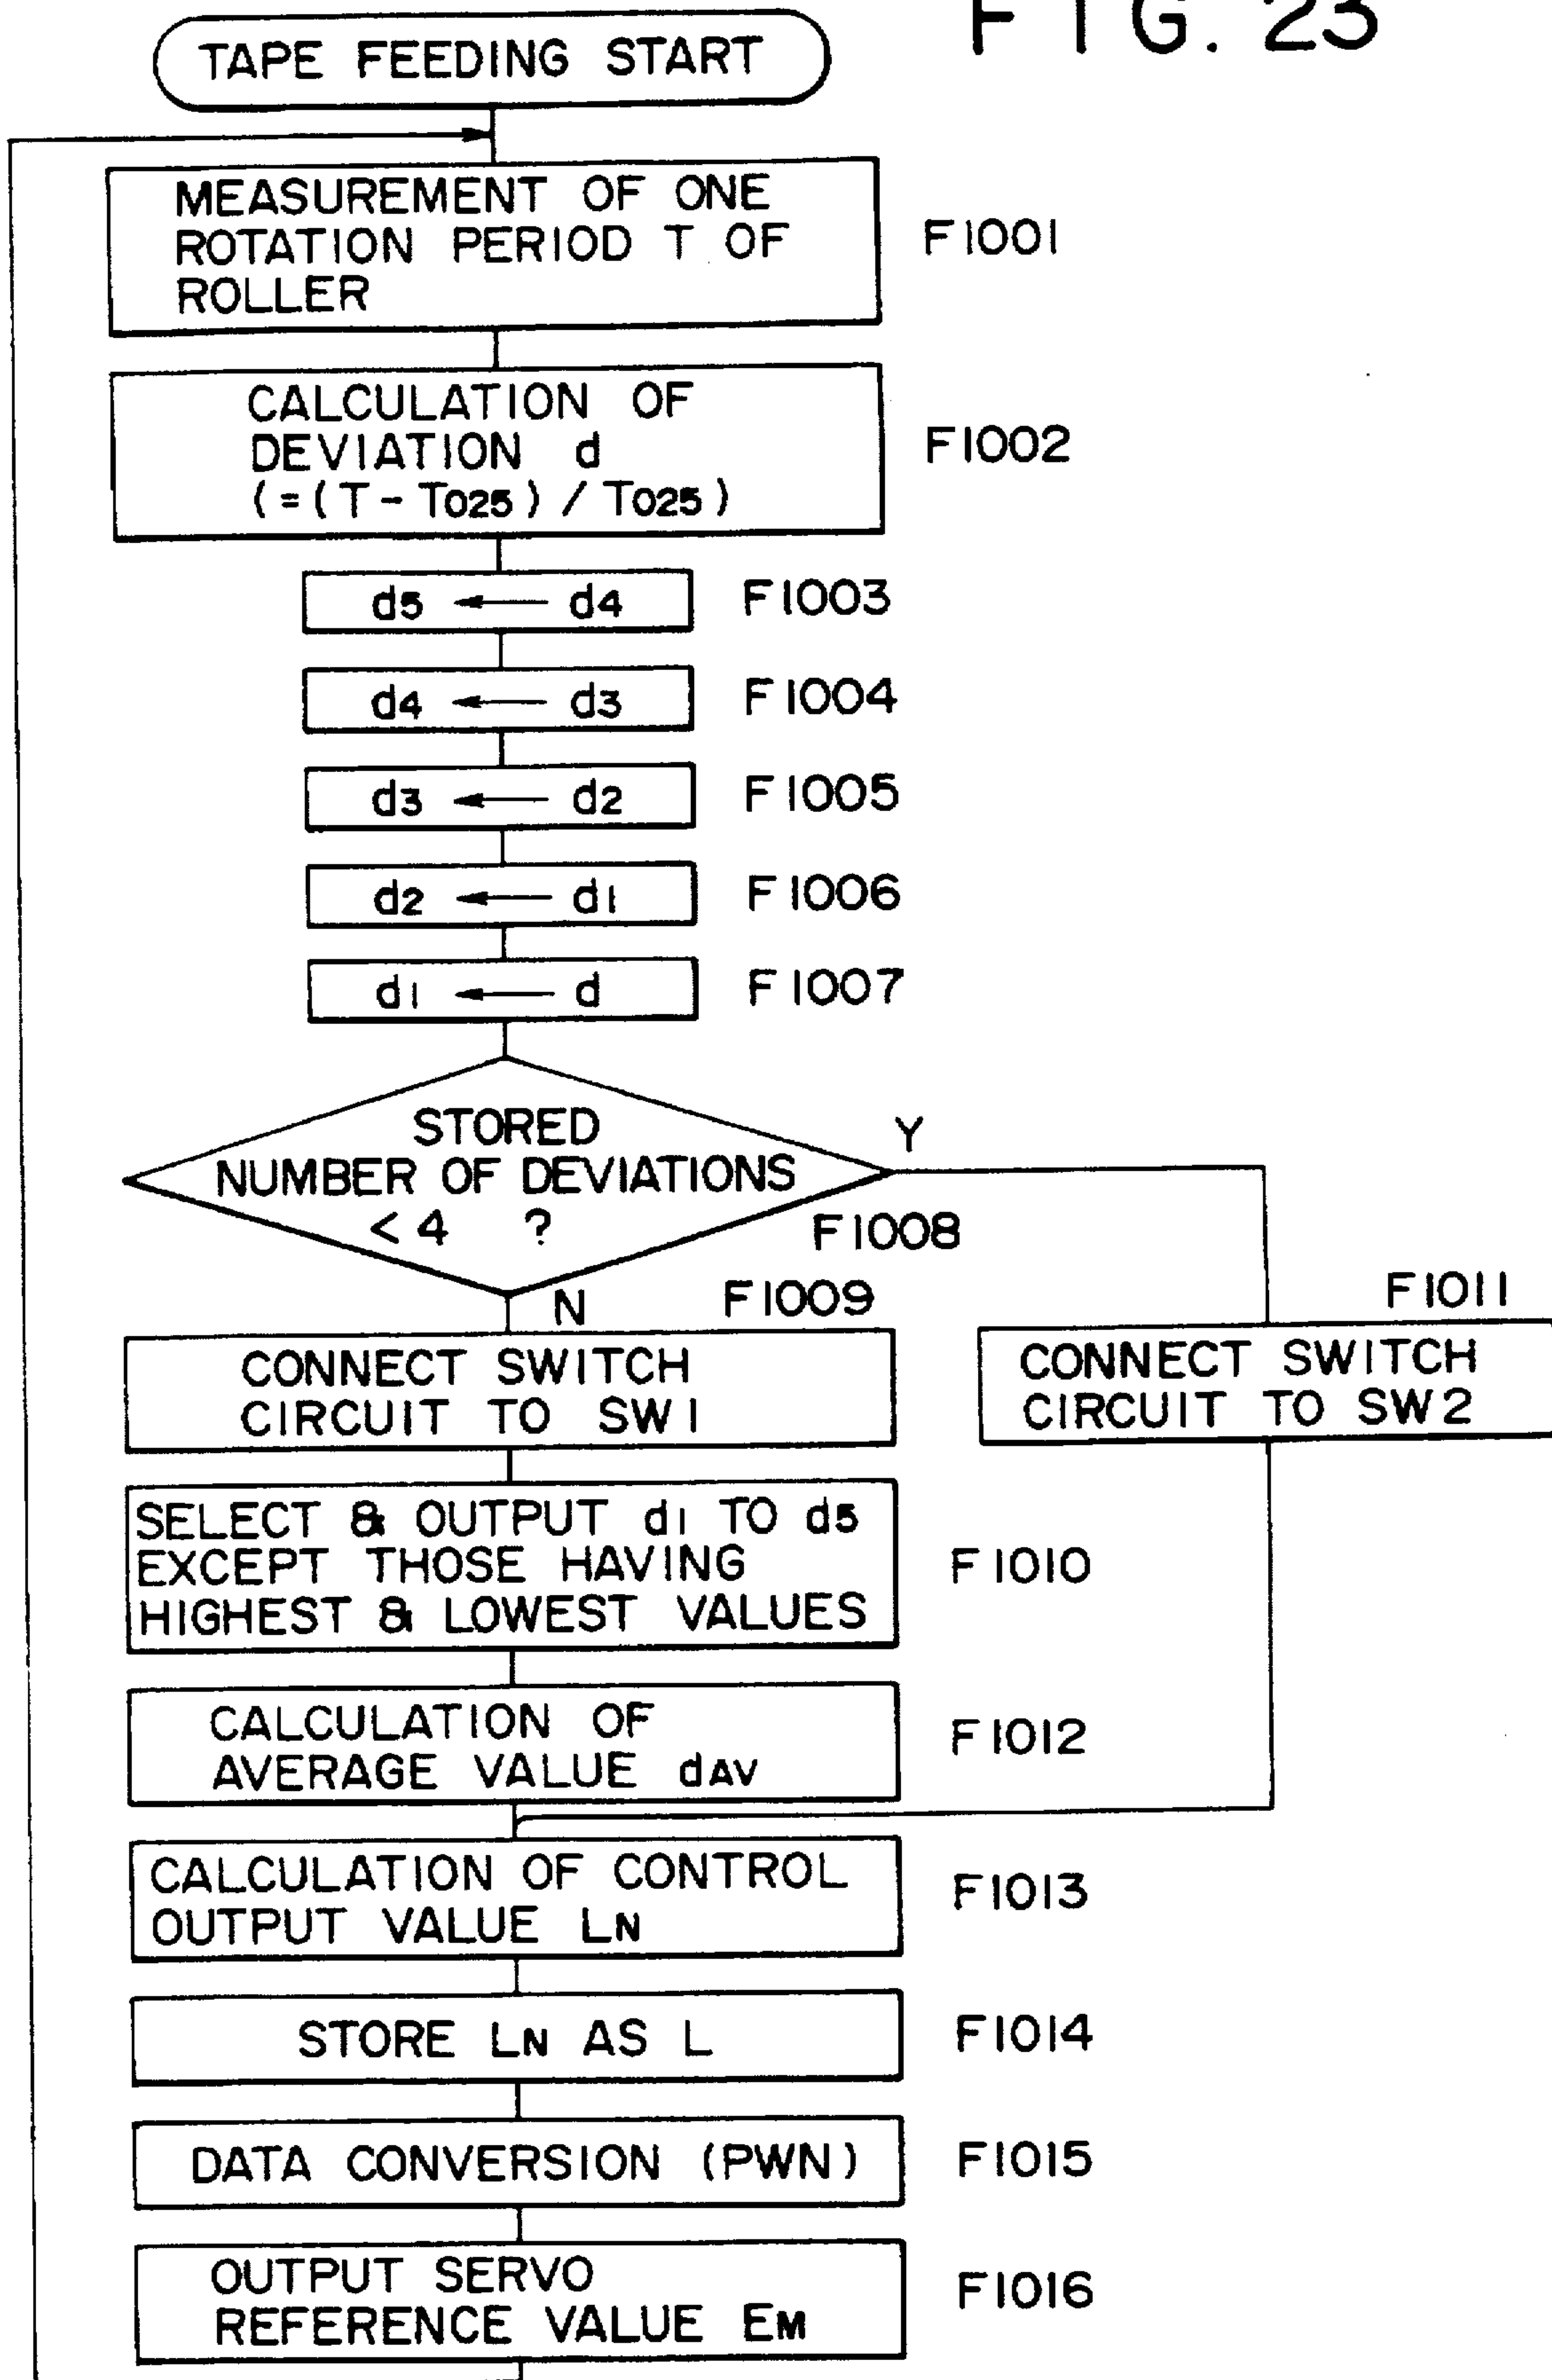 FIG. 23
TAPE FEEDING START
MEASUREMENT OF ONE
ROTATION PERIOD T OF
ROLLER
F1001
CALCULATION OF
DEVIATION d
(=(T-T025)/T025)
F1002
d5 ← d4
F1003
d4 ← d3
F1004
d3 ← d2
F1005
d2 ← d1
F1006
d1 ← d
F1007
STORED
NUMBER OF DEVIATIONS
<4 ?
Y
F1008
N
F1009
F1011
CONNECT SWITCH
CIRCUIT TO SW1
CONNECT SWITCH
CIRCUIT TO SW2
SELECT & OUTPUT d1 TO d5
EXCEPT THOSE HAVING
HIGHEST & LOWEST VALUES
F1010
CALCULATION OF
AVERAGE VALUE dAV
F1012
CALCULATION OF CONTROL
OUTPUT VALUE LN
F1013
STORE LN AS L
F1014
DATA CONVERSION (PWN)
F1015
OUTPUT SERVO
REFERENCE VALUE EM
F1016